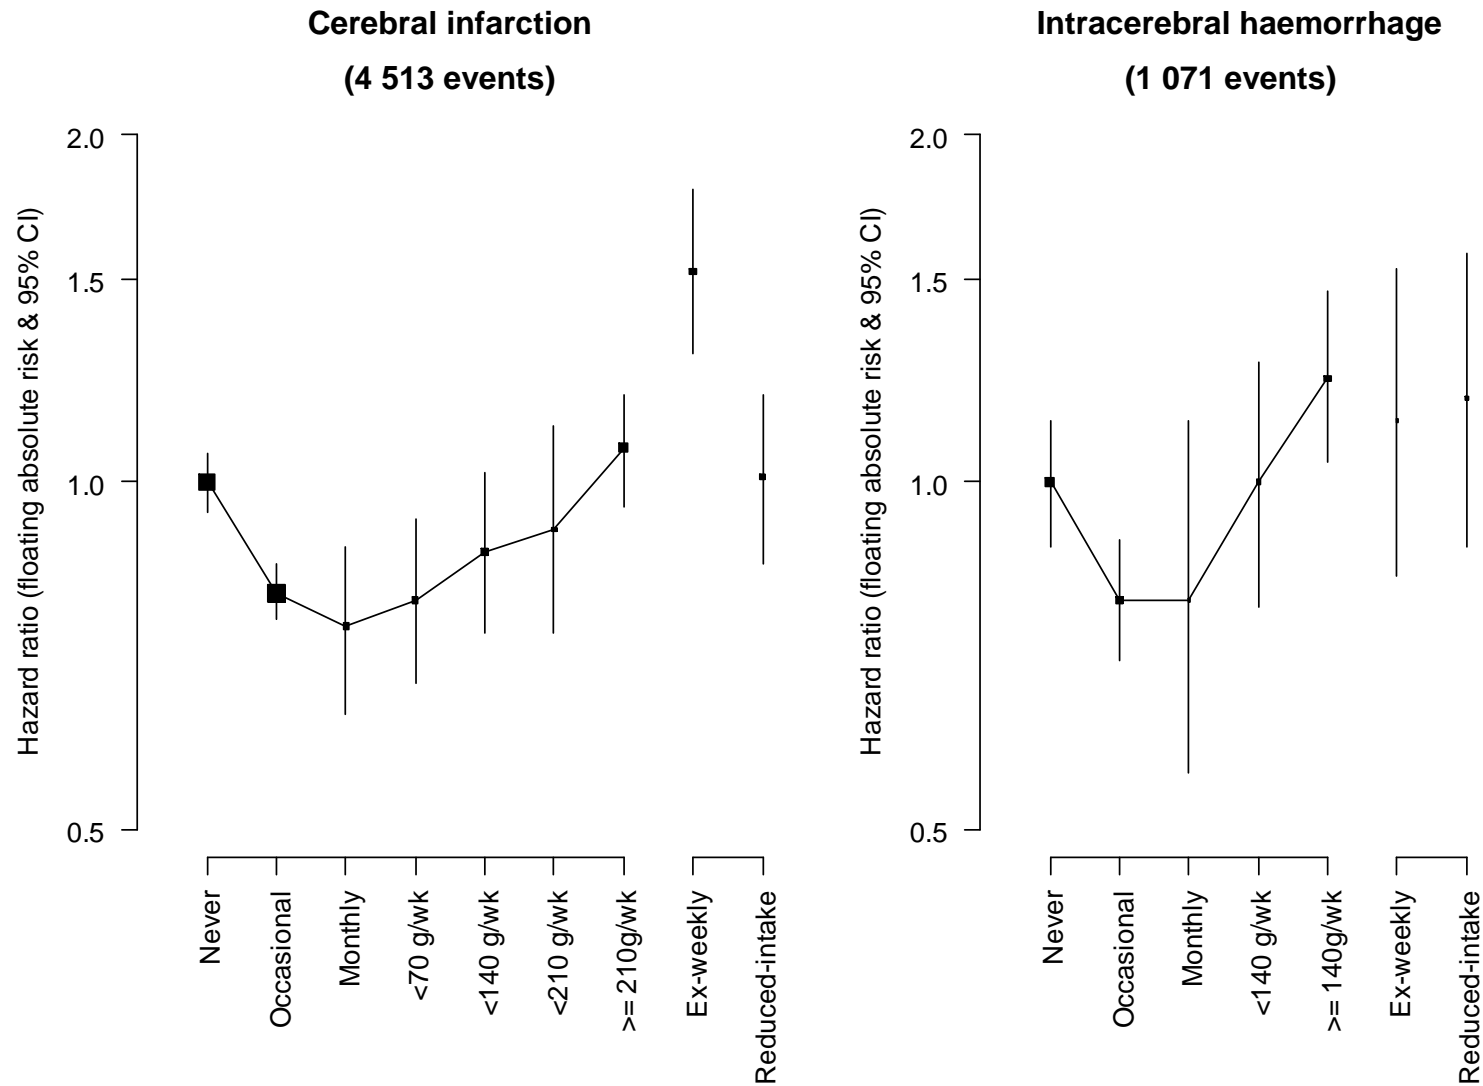 Cerebral infarction
(4 513 events)
Hazard ratio (floating absolute risk & 95% CI)
2.0
1.5
1.0
0.5
Never
Occasional
Monthly
<70 g/wk
<140 g/wk
<210 g/wk
>= 210g/wk
Ex-weekly
Reduced-intake
Intracerebral haemorrhage
(1 071 events)
Hazard ratio (floating absolute risk & 95% CI)
2.0
1.5
1.0
0.5
Never
Occasional
Monthly
<140 g/wk
>= 140g/wk
Ex-weekly
Reduced-intake